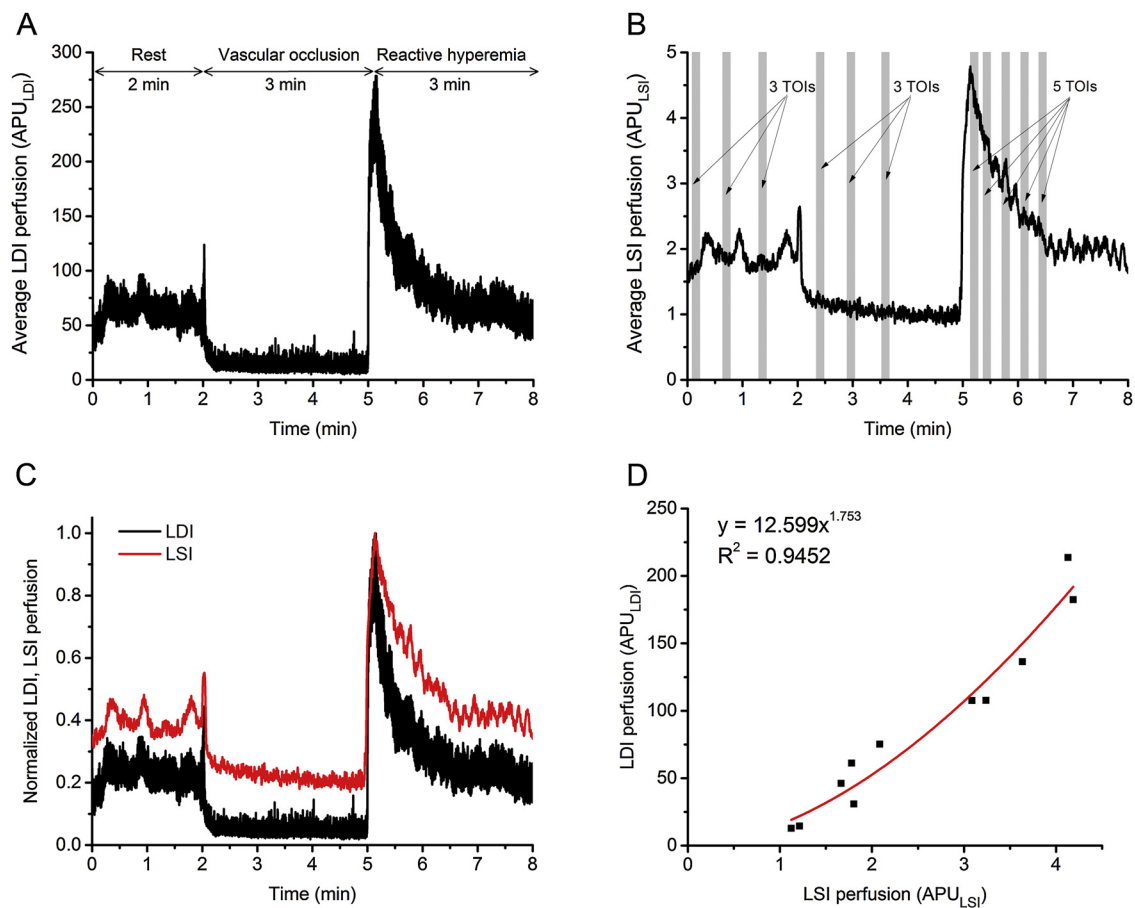 A
Rest
Vascular occlusion
Reactive hyperemia
2 min
3 min
3 min
Average LDI perfusion (APU_LDI)
300
250
200
150
100
50
0
0 1 2 3 4 5 6 7 8
Time (min)
B
3 TOIs
3 TOIs
5 TOIs
Average LSI perfusion (APU_LSI)
5
4
3
2
1
0
0 1 2 3 4 5 6 7 8
Time (min)
C
LDI
LSI
Normalized LDI, LSI perfusion
1.0
0.8
0.6
0.4
0.2
0.0
0 1 2 3 4 5 6 7 8
Time (min)
D
y = 12.599x^1.753
R² = 0.9452
LDI perfusion (APU_LDI)
250
200
150
100
50
0
0 1 2 3 4
LSI perfusion (APU_LSI)